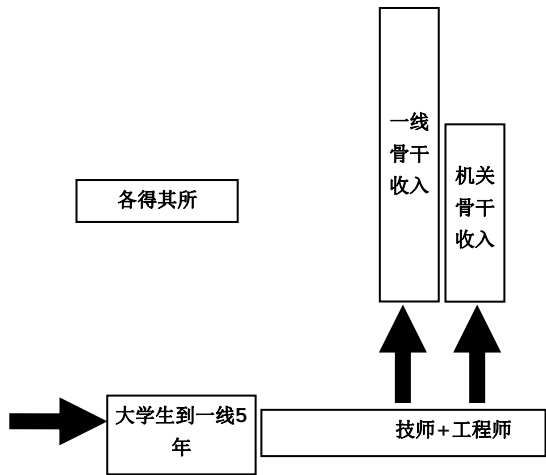 一线
骨干
收入
机关
骨干
收入
各得其所
大学生到一线5
年
技师+工程师